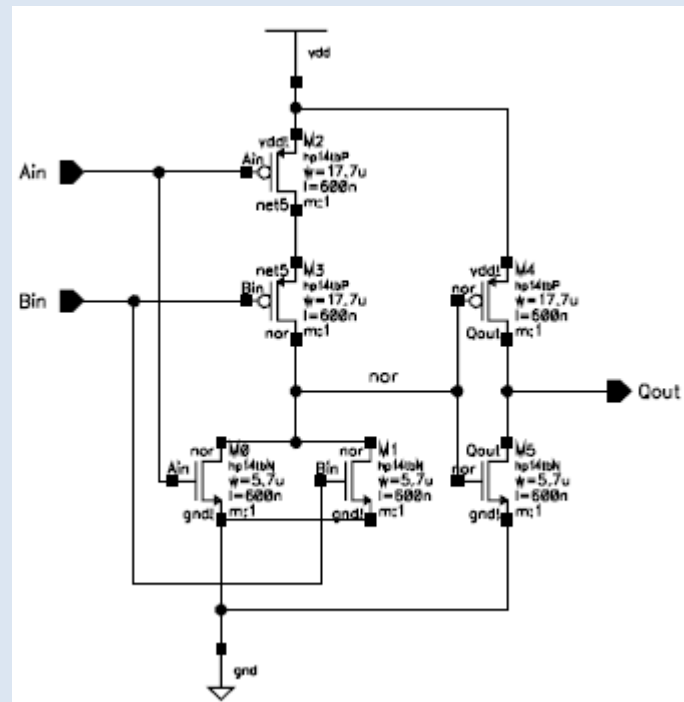 vdd
vdd!
M2
Ain
hp14tbP
w=17.7u
l=600n
net5
m:1
Ain
net5
M3
Bin
hp14tbP
w=17.7u
l=600n
nor
m:1
Bin
vdd!
M4
nor
hp14tbP
w=17.7u
l=600n
Qout
m:1
nor
Qout
nor
M0
Ain
hp14tbN
w=5.7u
l=600n
gnd!
m:1
nor
M1
Bin
hp14tbN
w=5.7u
l=600n
gnd!
m:1
Qout
M5
nor
hp14tbN
w=5.7u
l=600n
gnd!
m:1
gnd